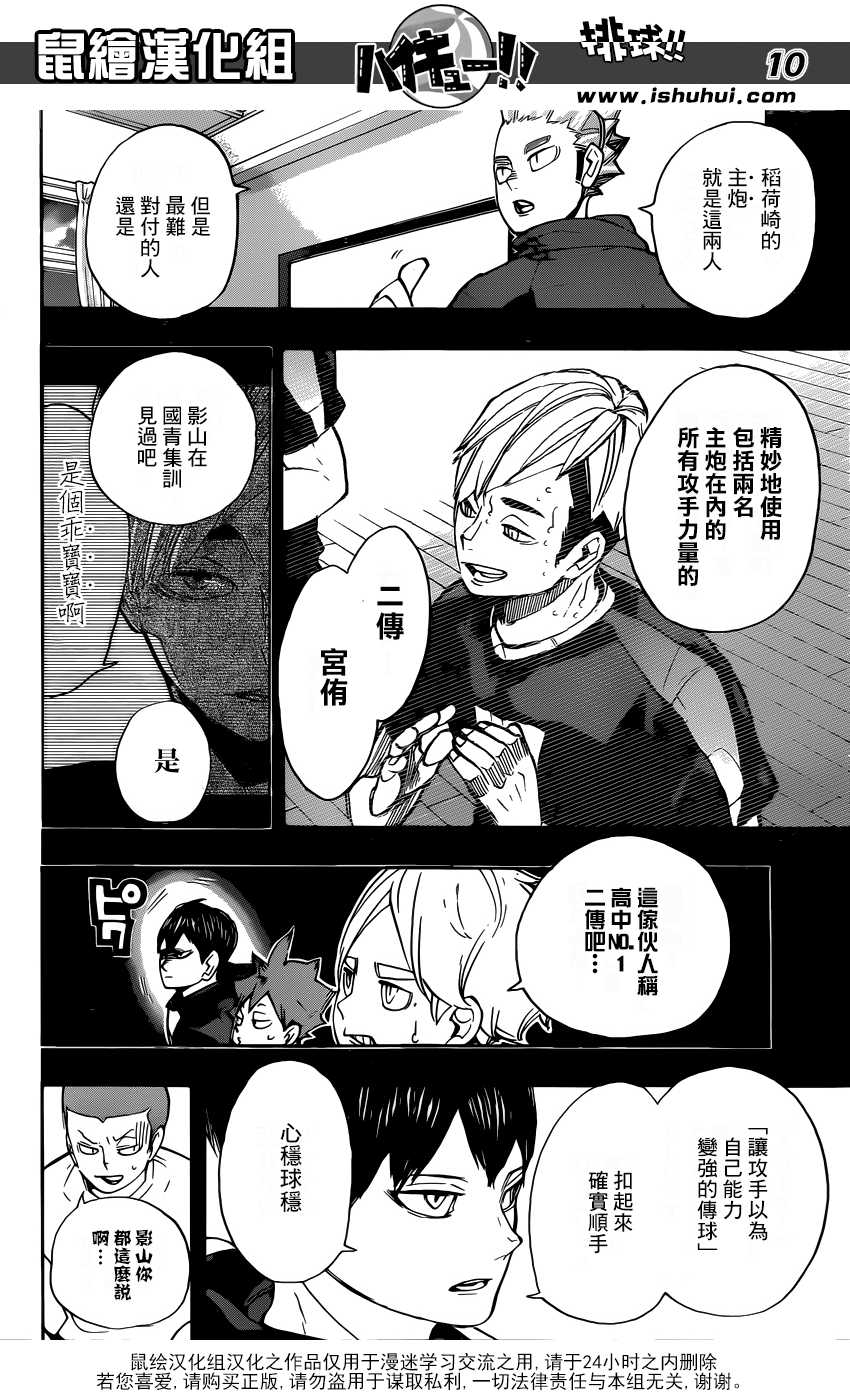 鼠繪漢化組
ハイキュー!!
排球!!
10
www.ishuhui.com
稻荷崎的
主炮
就是這兩人
但是
最難
對付的人
還是
精妙地使用
包括兩名
主炮在內的
所有攻手力量的
二傳
宮侑
影山在
國青集訓
見過吧
是個乖寶寶啊
是
這傢伙人稱
高中NO.1
二傳吧…
ピク
「讓攻手以為
自己能力
變強的傳球」
扣起來
確實順手
心穩球穩
影山你
都這麼説
啊…
鼠绘汉化组汉化之作品仅用于漫迷学习交流之用, 请于24小时之内删除
若您喜爱, 请购买正版, 请勿盗用于谋取私利, 一切法律责任与本组无关, 谢谢。